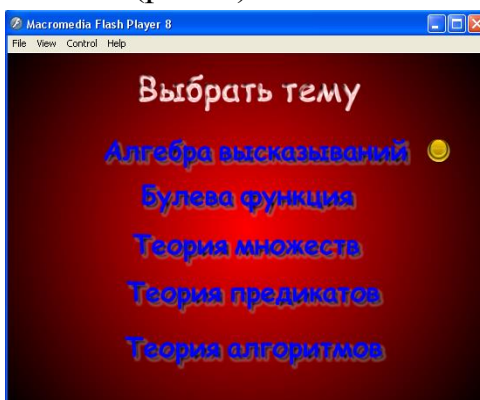 Macromedia Flash Player 8
File View Control Help
Выбрать тему
Алгебра высказываний
Булева функция
Теория множеств
Теория предикатов
Теория алгоритмов